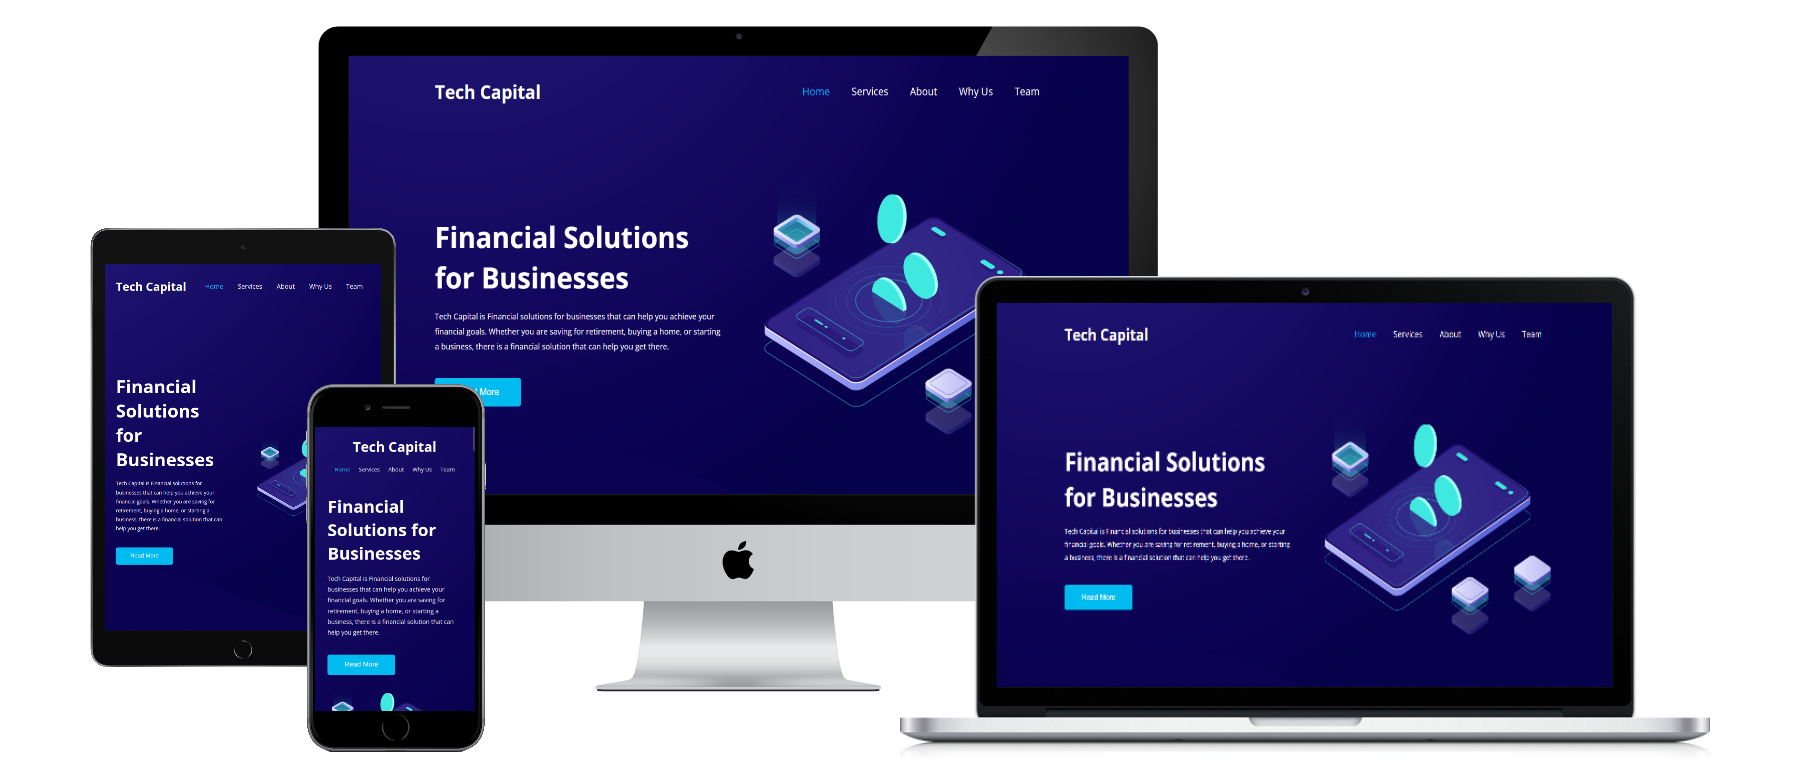 Tech Capital
Home Services About Why Us Team
Financial Solutions
for Businesses
Tech Capital is Financial solutions for businesses that can help you achieve your
financial goals. Whether you are saving for retirement, buying a home, or starting
a business, there is a financial solution that can help you get there.
More
Tech Capital Home Services About Why Us Team
Financial
Solutions
for
Businesses
Tech Capital is Financial solutions for
businesses that can help you achieve your
financial goals. Whether you are saving for
retirement, buying a home, or starting a
business, there is a financial solution that can
help you get there.
Read More
Tech Capital
Home Services About Why Us Team
Financial
Solutions for
Businesses
Tech Capital is Financial solutions for
businesses that can help you achieve your
financial goals. Whether you are saving for
retirement, buying a home, or starting a
business, there is a financial solution that can
help you get there.
Read More
Tech Capital
Home Services About Why Us Team
Financial Solutions
for Businesses
Tech Capital is Financial solutions for businesses that can help you achieve your
financial goals. Whether you are saving for retirement, buying a home, or starting
a business, there is a financial solution that can help you get there.
Read More